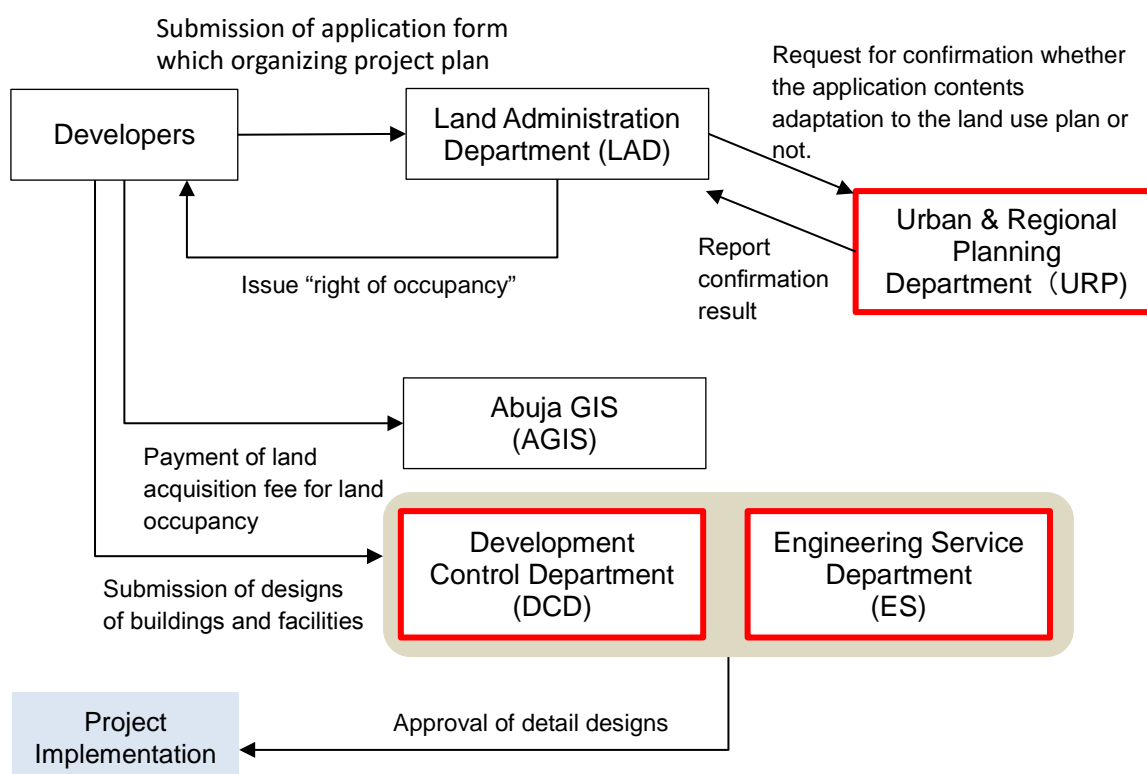 Submission of application form
which organizing project plan
Request for confirmation whether
the application contents
adaptation to the land use plan or
not.
Developers
Land Administration
Department (LAD)
Urban & Regional
Planning
Department（URP)
Report
confirmation
result
Issue “right of occupancy”
Abuja GIS
(AGIS)
Payment of land
acquisition fee for land
occupancy
Development
Control Department
(DCD)
Engineering Service
Department
(ES)
Submission of designs
of buildings and facilities
Project
Implementation
Approval of detail designs